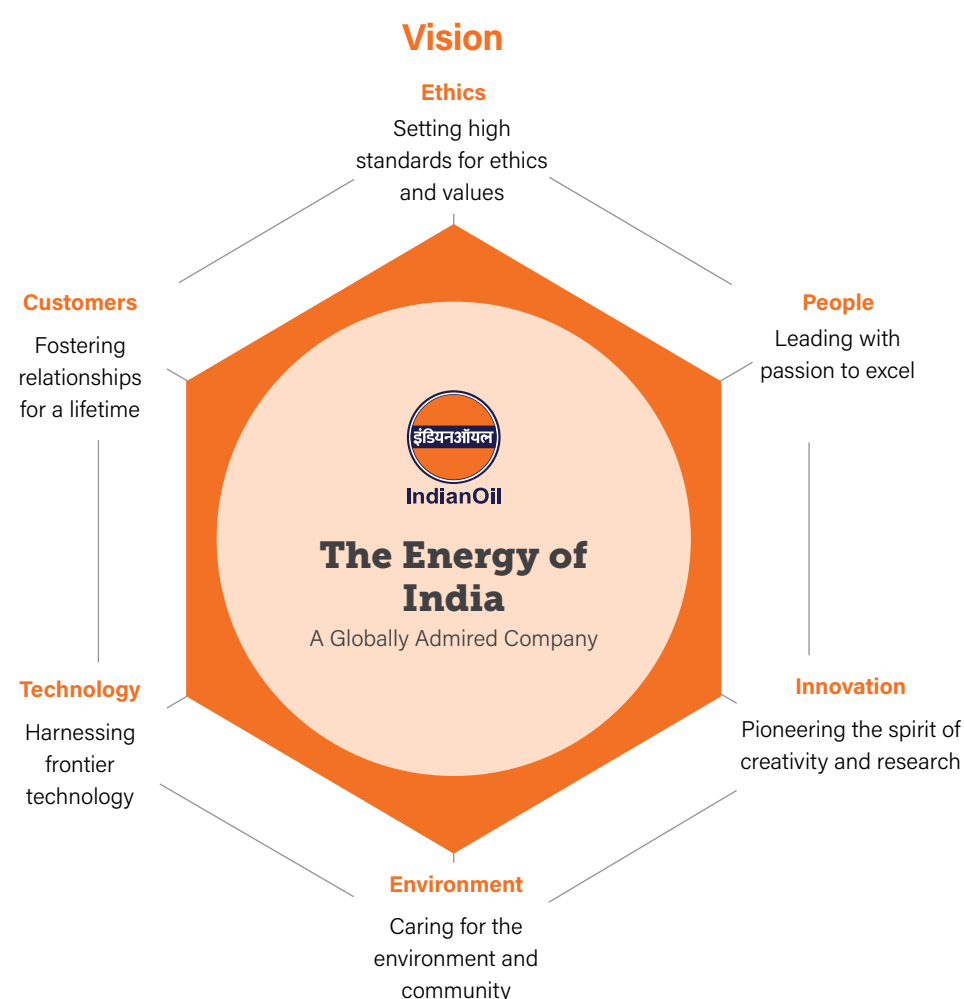 Vision
Ethics
Setting high
standards for ethics
and values
Customers
Fostering
relationships
for a lifetime
People
Leading with
passion to excel
इंडियनऑयल
IndianOil
The Energy of
India
A Globally Admired Company
Technology
Harnessing
frontier
technology
Innovation
Pioneering the spirit of
creativity and research
Environment
Caring for the
environment and
community